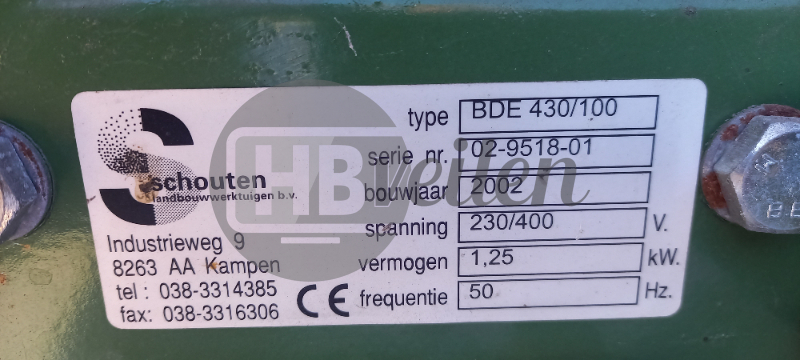 schouten
landbouwwerktuigen b.v.
Industrieweg 9
8263 AA Kampen
tel : 038-3314385
fax: 038-3316306
CE
type BDE 430/100
serie nr. 02-9518-01
bouwjaar 2002
spanning 230/400 V.
vermogen 1,25 kW.
frequentie 50 Hz.
HB veilen